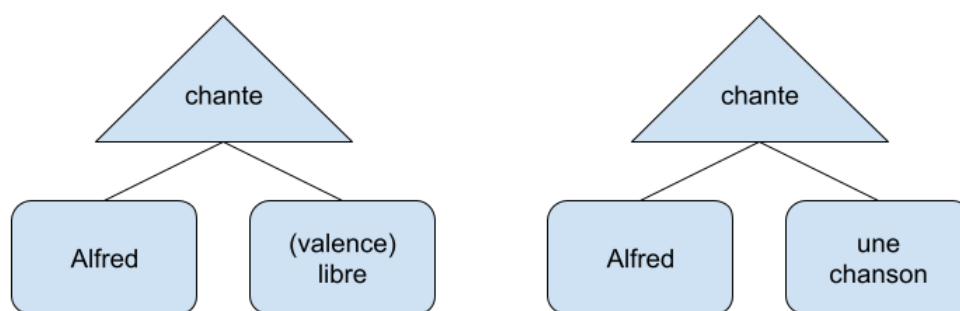 chante
Alfred
(valence)
libre
chante
Alfred
une
chanson